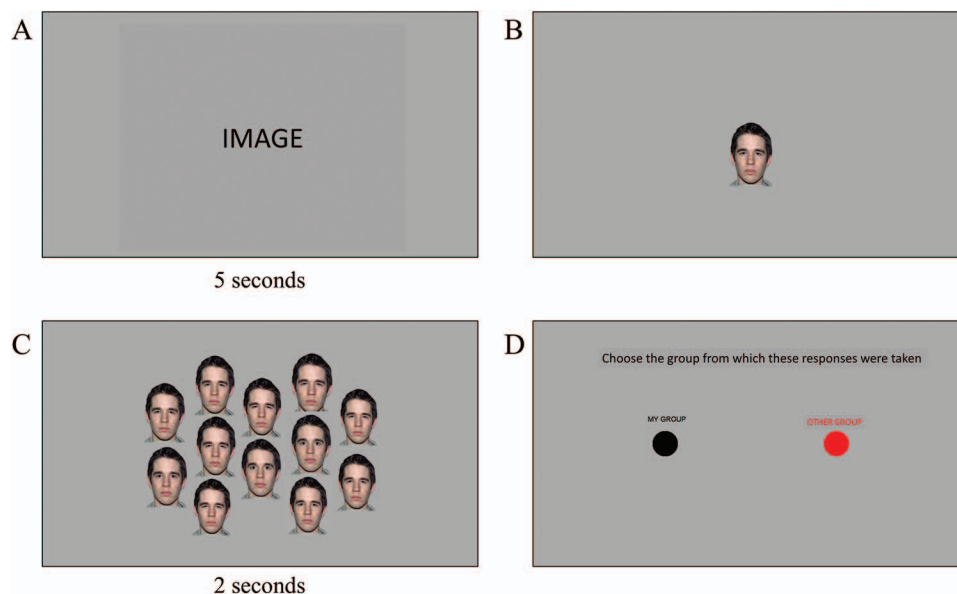 A
IMAGE
5 seconds
B
C
2 seconds
D
Choose the group from which these responses were taken
MY GROUP
OTHER GROUP